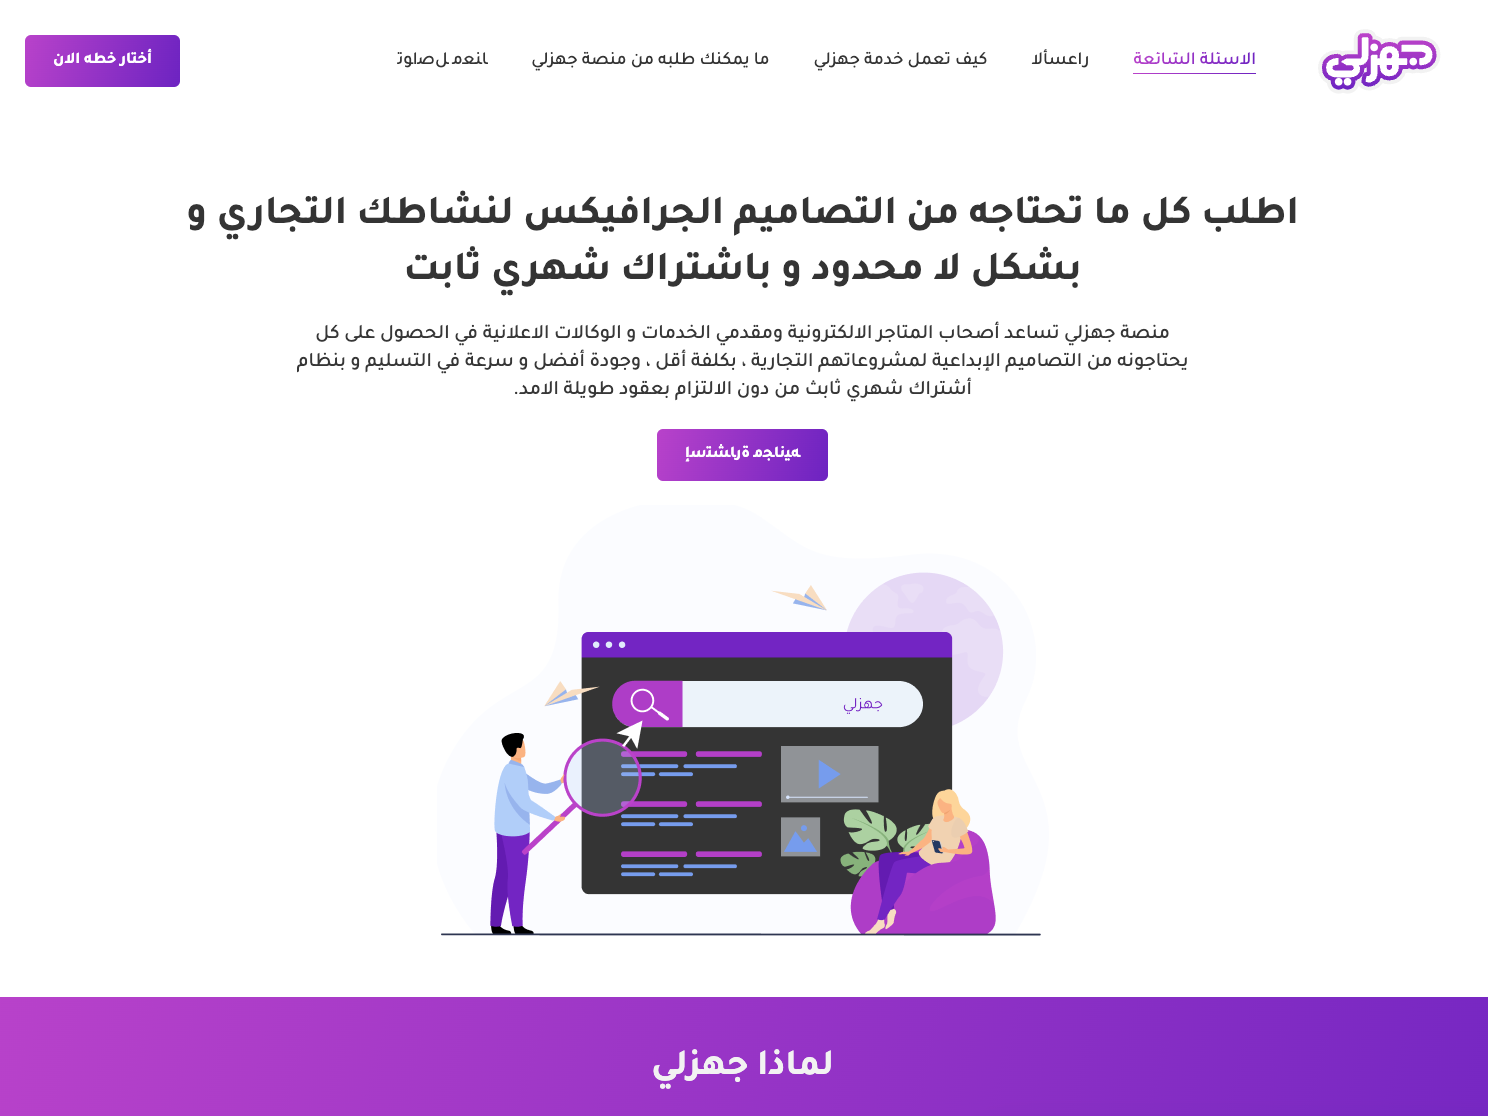 جهزلي
الاسئلة الشائعة
راعسألا
كيف تعمل خدمة جهزلي
ما يمكنك طلبه من منصة جهزلي
انعم لصاوت
أختار خطه الان
اطلب كل ما تحتاجه من التصاميم الجرافيكس لنشاطك التجاري و
بشكل لا محدود و باشتراك شهري ثابت
منصة جهزلي تساعد أصحاب المتاجر الالكترونية ومقدمي الخدمات و الوكالات الاعلانية في الحصول على كل
يحتاجونه من التصاميم الإبداعية لمشروعاتهم التجارية ، بكلفة أقل ، وجودة أفضل و سرعة في التسليم و بنظام
أشتراك شهري ثابث من دون الالتزام بعقود طويلة الامد.
هيناجم ةراشتسإ
جهزلي
لماذا جهزلي